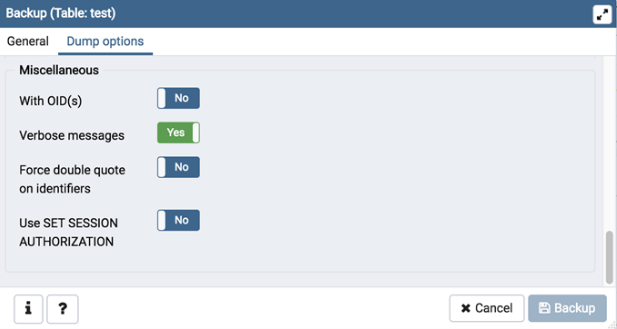 Backup (Table: test)
General Dump options
Miscellaneous
With OID(s) No
Verbose messages Yes
Force double quote No
on identifiers
Use SET SESSION No
AUTHORIZATION
i ? Cancel Backup